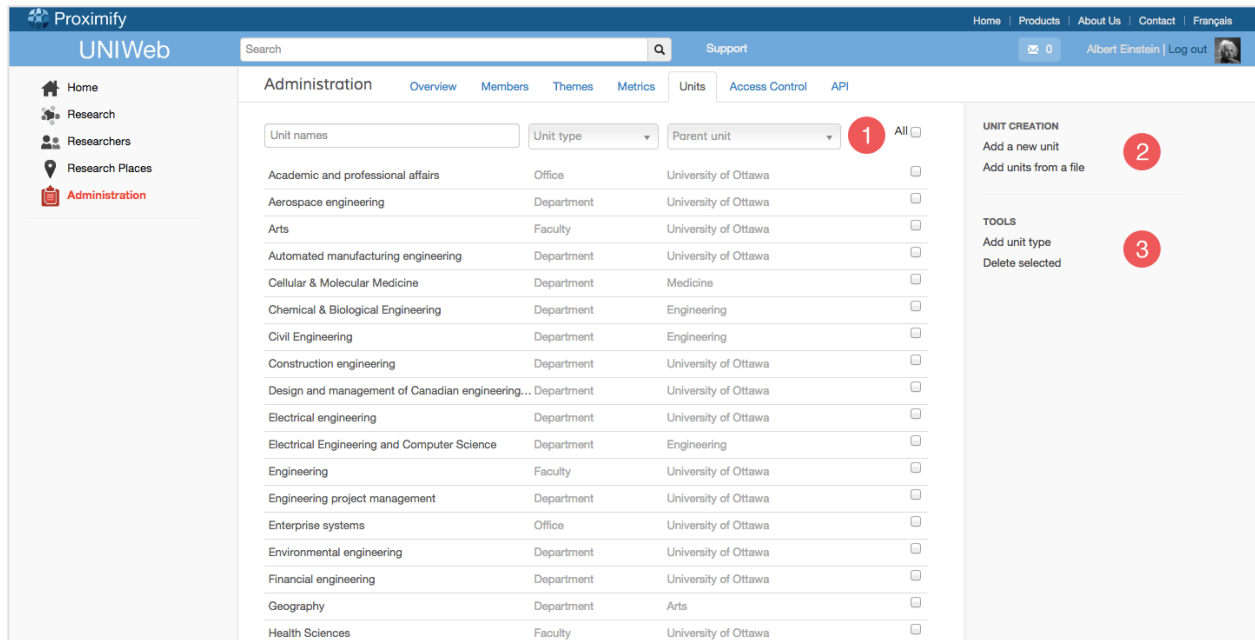 Proximify
Home | Products | About Us | Contact | Français
UNIWeb
Search
Support
0
Albert Einstein | Log out
Home
Research
Researchers
Research Places
Administration
Administration
Overview Members Themes Metrics Units Access Control API
Unit names Unit type Parent unit 1 All
Academic and professional affairs Office University of Ottawa
Aerospace engineering Department University of Ottawa
Arts Faculty University of Ottawa
Automated manufacturing engineering Department University of Ottawa
Cellular & Molecular Medicine Department Medicine
Chemical & Biological Engineering Department Engineering
Civil Engineering Department Engineering
Construction engineering Department University of Ottawa
Design and management of Canadian engineering... Department University of Ottawa
Electrical engineering Department University of Ottawa
Electrical Engineering and Computer Science Department Engineering
Engineering Faculty University of Ottawa
Engineering project management Department University of Ottawa
Enterprise systems Office University of Ottawa
Environmental engineering Department University of Ottawa
Financial engineering Department University of Ottawa
Geography Department Arts
Health Sciences Faculty University of Ottawa
UNIT CREATION
Add a new unit
Add units from a file
2
TOOLS
Add unit type
Delete selected
3